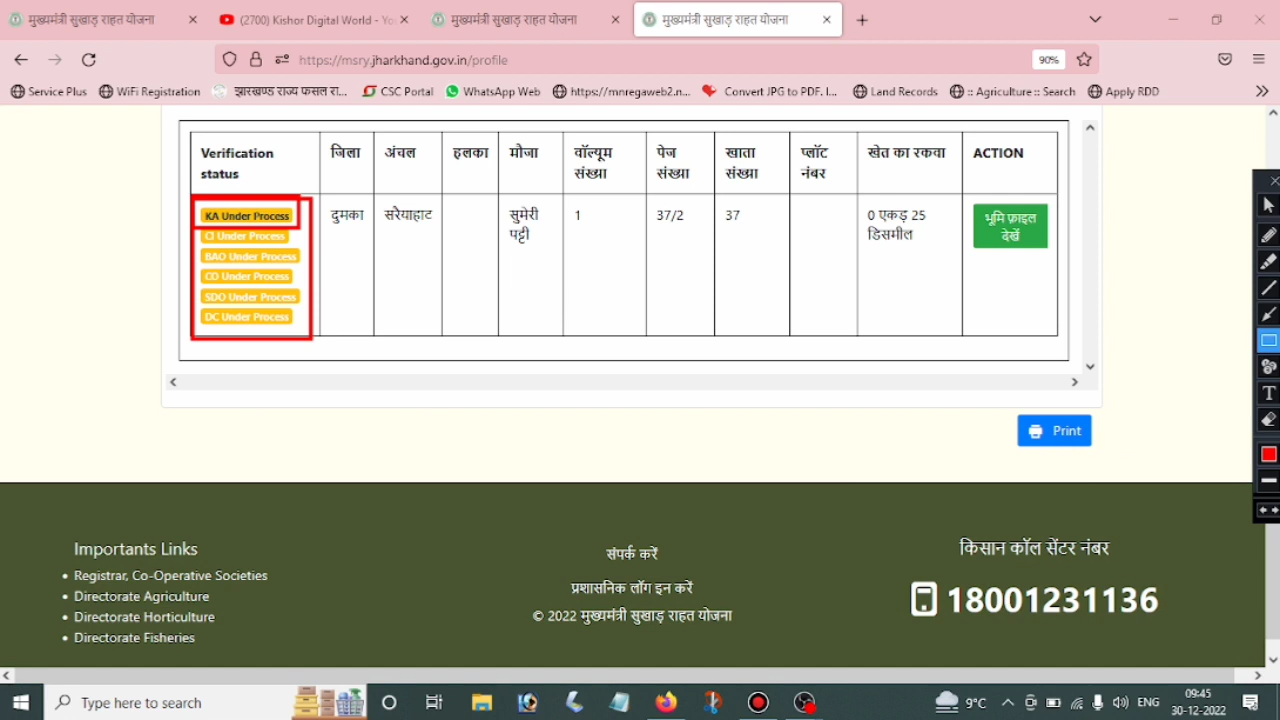 मुख्यमंत्री सुखाड़ राहत योजना
(2700) Kishor Digital World - Yo
मुख्यमंत्री सुखाड़ राहत योजना
मुख्यमंत्री सुखाड़ राहत योजना
https://msry.jharkhand.gov.in/profile
90%
Service Plus
WiFi Registration
झारखण्ड राज्य फसल रा...
CSC Portal
WhatsApp Web
https://mnregaweb2.n...
Convert JPG to PDF. I...
Land Records
:: Agriculture :: Search
Apply RDD
Verification status
जिला
अंचल
हलका
मौजा
वॉल्यूम संख्या
पेज संख्या
खाता संख्या
प्लॉट नंबर
खेत का रकवा
ACTION
KA Under Process
CI Under Process
BAO Under Process
CO Under Process
SDO Under Process
DC Under Process
दुमका
सरैयाहाट
सुमेरी पट्टी
1
37/2
37
0 एकड़ 25 डिसमील
भूमि फ़ाइल देखें
Print
Importants Links
Registrar, Co-Operative Societies
Directorate Agriculture
Directorate Horticulture
Directorate Fisheries
संपर्क करें
प्रशासनिक लॉग इन करें
© 2022 मुख्यमंत्री सुखाड़ राहत योजना
किसान कॉल सेंटर नंबर
18001231136
T
Type here to search
9°C
ENG
09:45
30-12-2022